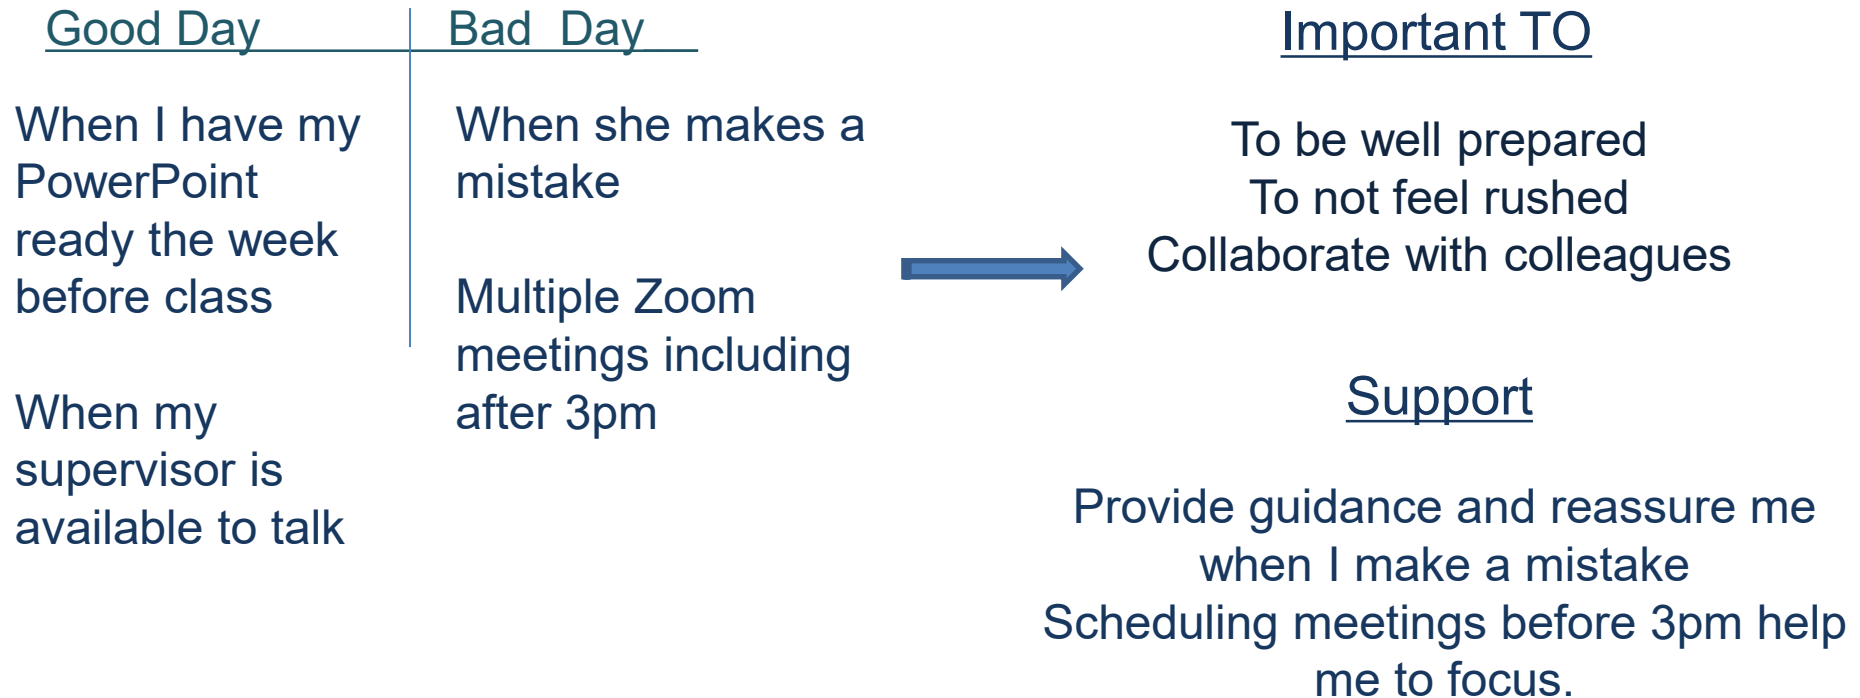 Good Day
When I have my
PowerPoint
ready the week
before class
When my
supervisor is
available to talk
Bad  Day
When she makes a
mistake
Multiple Zoom
meetings including
after 3pm
Important TO
To be well prepared
To not feel rushed
Collaborate with colleagues
Support
Provide guidance and reassure me
when I make a mistake
Scheduling meetings before 3pm help
me to focus.